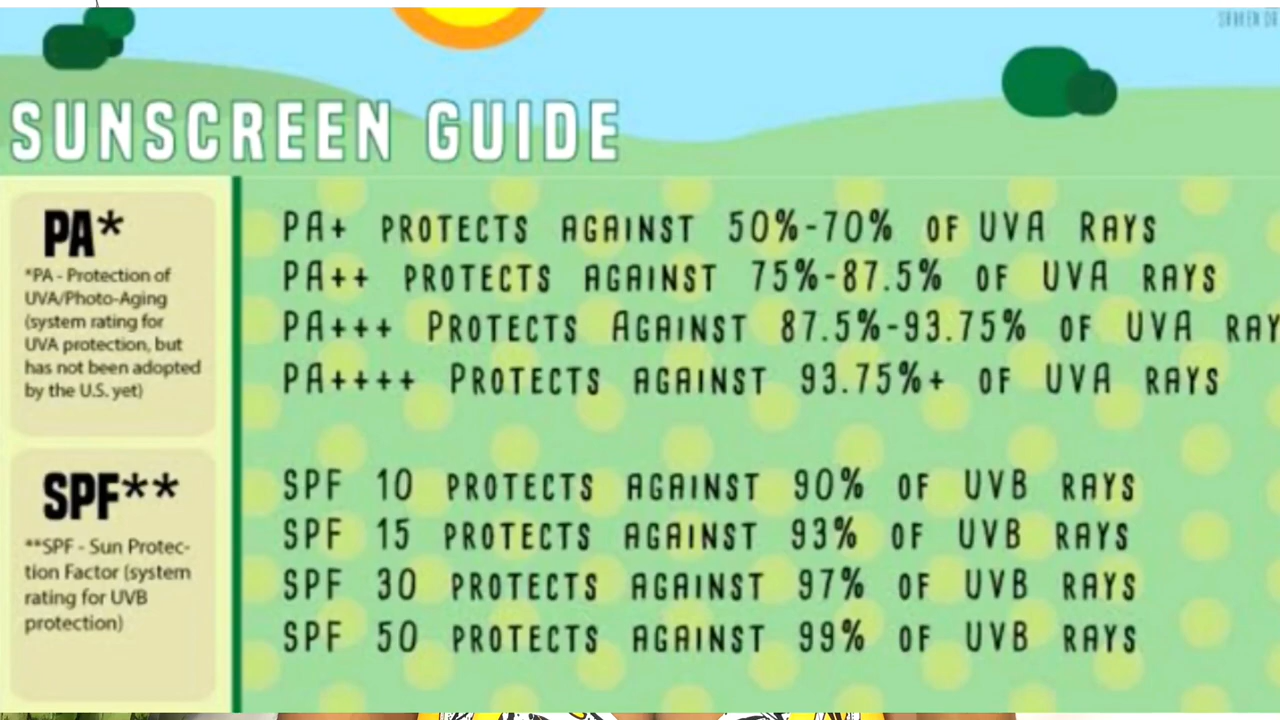 SUNSCREEN GUIDE
PA*
*PA - Protection of
UVA/Photo-Aging
(system rating for
UVA protection, but
has not been adopted
by the U.S. yet)
PA+ PROTECTS AGAINST 50%-70% OF UVA RAYS
PA++ PROTECTS AGAINST 75%-87.5% OF UVA RAYS
PA+++ PROTECTS AGAINST 87.5%-93.75% OF UVA RAY
PA++++ PROTECTS AGAINST 93.75%+ OF UVA RAYS
SPF**
**SPF - Sun Protec-
tion Factor (system
rating for UVB
protection)
SPF 10 PROTECTS AGAINST 90% OF UVB RAYS
SPF 15 PROTECTS AGAINST 93% OF UVB RAYS
SPF 30 PROTECTS AGAINST 97% OF UVB RAYS
SPF 50 PROTECTS AGAINST 99% OF UVB RAYS